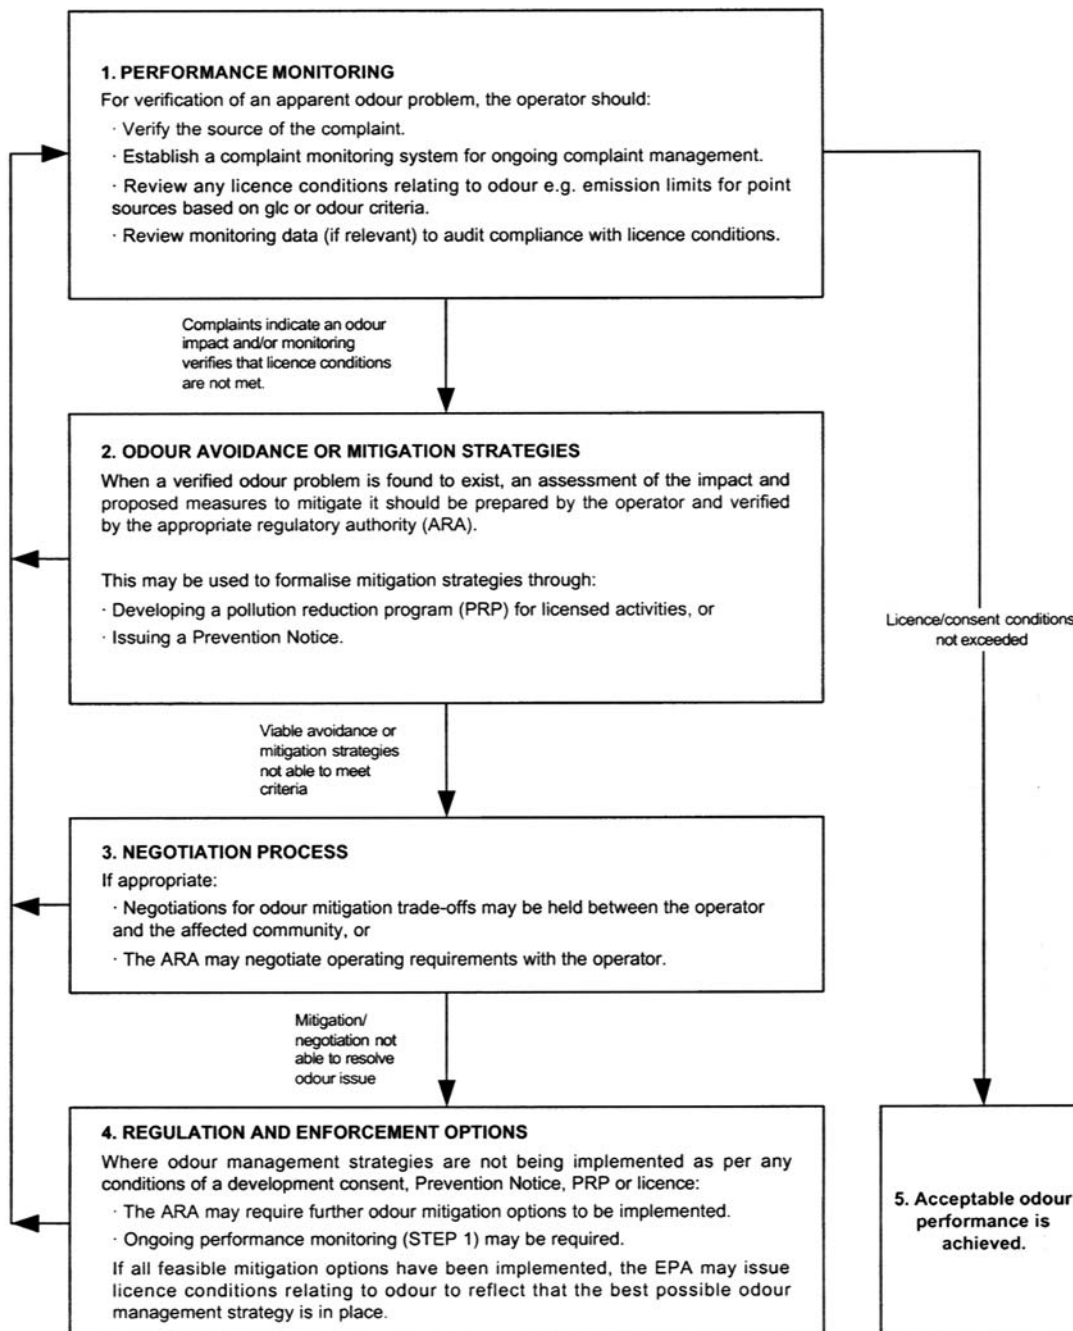 1. PERFORMANCE MONITORING
For verification of an apparent odour problem, the operator should:
· Verify the source of the complaint.
· Establish a complaint monitoring system for ongoing complaint management.
· Review any licence conditions relating to odour e.g. emission limits for point
sources based on glc or odour criteria.
· Review monitoring data (if relevant) to audit compliance with licence conditions.
Complaints indicate an odour
impact and/or monitoring
verifies that licence conditions
are not met.
2. ODOUR AVOIDANCE OR MITIGATION STRATEGIES
When a verified odour problem is found to exist, an assessment of the impact and
proposed measures to mitigate it should be prepared by the operator and verified
by the appropriate regulatory authority (ARA).
This may be used to formalise mitigation strategies through:
· Developing a pollution reduction program (PRP) for licensed activities, or
· Issuing a Prevention Notice.
Licence/consent conditions
not exceeded
Viable avoidance or
mitigation strategies
not able to meet
criteria
3. NEGOTIATION PROCESS
If appropriate:
· Negotiations for odour mitigation trade-offs may be held between the operator
and the affected community, or
· The ARA may negotiate operating requirements with the operator.
Mitigation/
negotiation not
able to resolve
odour issue
4. REGULATION AND ENFORCEMENT OPTIONS
Where odour management strategies are not being implemented as per any
conditions of a development consent, Prevention Notice, PRP or licence:
· The ARA may require further odour mitigation options to be implemented.
· Ongoing performance monitoring (STEP 1) may be required.
If all feasible mitigation options have been implemented, the EPA may issue
licence conditions relating to odour to reflect that the best possible odour
management strategy is in place.
5. Acceptable odour
performance is
achieved.